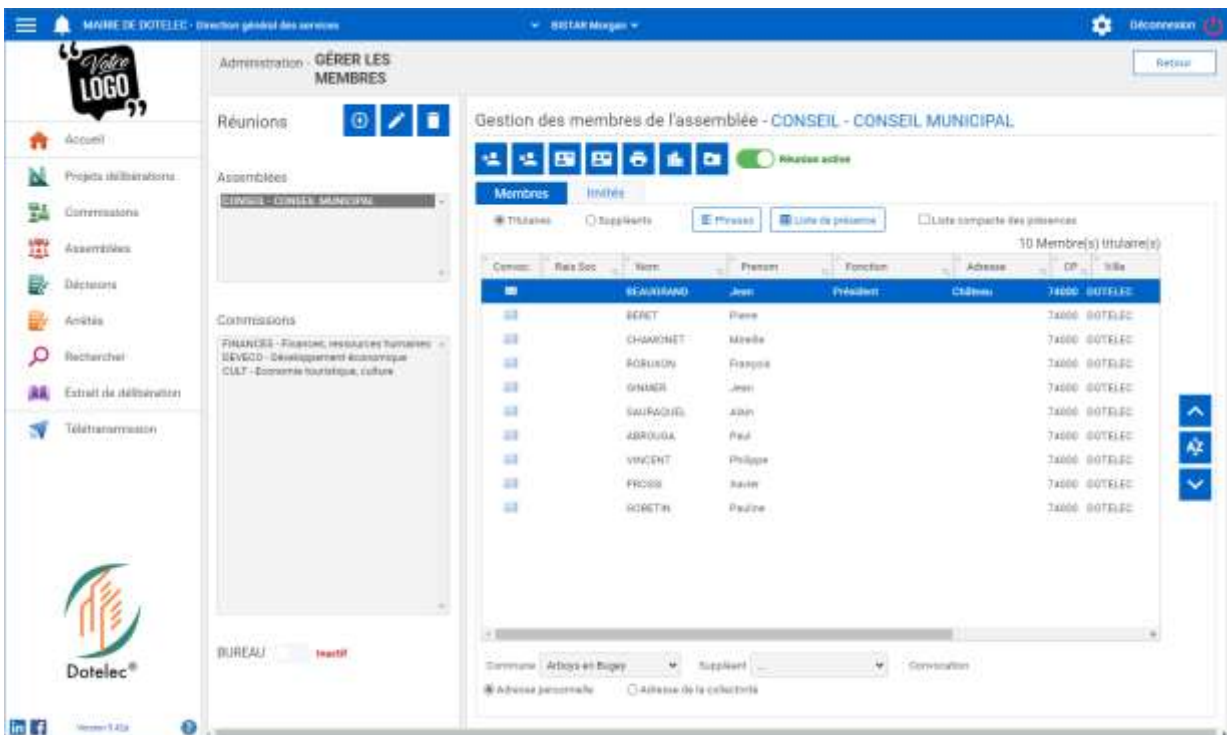 MAIRIE DE DOTELEC - Direction général des services
BISTAR Morgan
Déconnexion
Votre
LOGO
Administration - GÉRER LES
MEMBRES
Retour
Accueil
Projets délibérations
Commissions
Assemblées
Décisions
Arrêtés
Rechercher
Extrait de délibération
Télétransmission
Dotelec®
Réunions
Assemblées
CONSEIL - CONSEIL MUNICIPAL
Commissions
FINANCES - Finances, ressources humaines
DEVECO - Développement économique
CULT - Economie touristique, culture
BUREAU Inactif
Gestion des membres de l'assemblée - CONSEIL - CONSEIL MUNICIPAL
Réunion active
Membres Invités
Titulaires Suppléants Phrases Liste de présence Liste compacte des présences
10 Membre(s) titulaire(s)
Convoc Rais Soc Nom Prenom Fonction Adresse CP Ville
BEAUGRAND Jean Président Château 74000 DOTELEC
BERET Pierre 74000 DOTELEC
CHAMONET Mireille 74000 DOTELEC
François 74000 DOTELEC
Jean 74000 DOTELEC
Alain 74000 DOTELEC
ABROUGA Paul 74000 DOTELEC
VINCENT Philippe 74000 DOTELEC
FROSSI Xavier 74000 DOTELEC
Pauline 74000 DOTELEC
Commune Arboys en Bugey Suppléant ... Convocation
Adresse personnelle Adresse de la collectivité